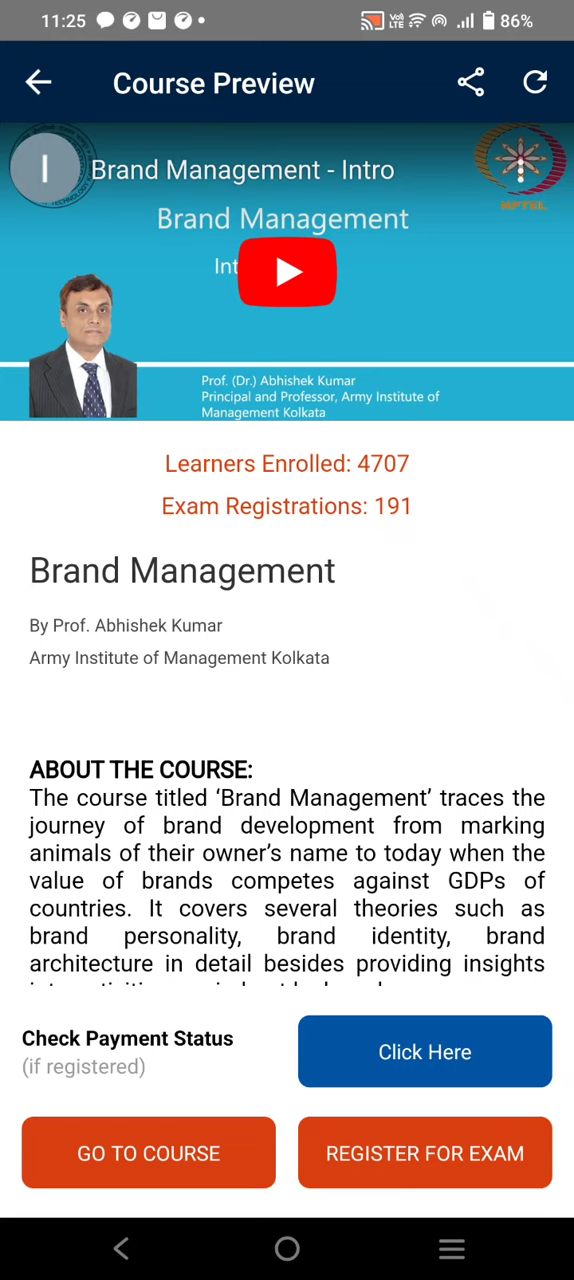 11:25
Vo)
LTE
86%
Course Preview
I
Brand Management - Intro
Brand Management
Int
NPTEL
Prof. (Dr.) Abhishek Kumar
Principal and Professor, Army Institute of
Management Kolkata
Learners Enrolled: 4707
Exam Registrations: 191
Brand Management
By Prof. Abhishek Kumar
Army Institute of Management Kolkata
ABOUT THE COURSE:
The course titled ‘Brand Management’ traces the
journey of brand development from marking
animals of their owner’s name to today when the
value of brands competes against GDPs of
countries. It covers several theories such as
brand personality, brand identity, brand
architecture in detail besides providing insights
Check Payment Status
Click Here
(if registered)
GO TO COURSE
REGISTER FOR EXAM